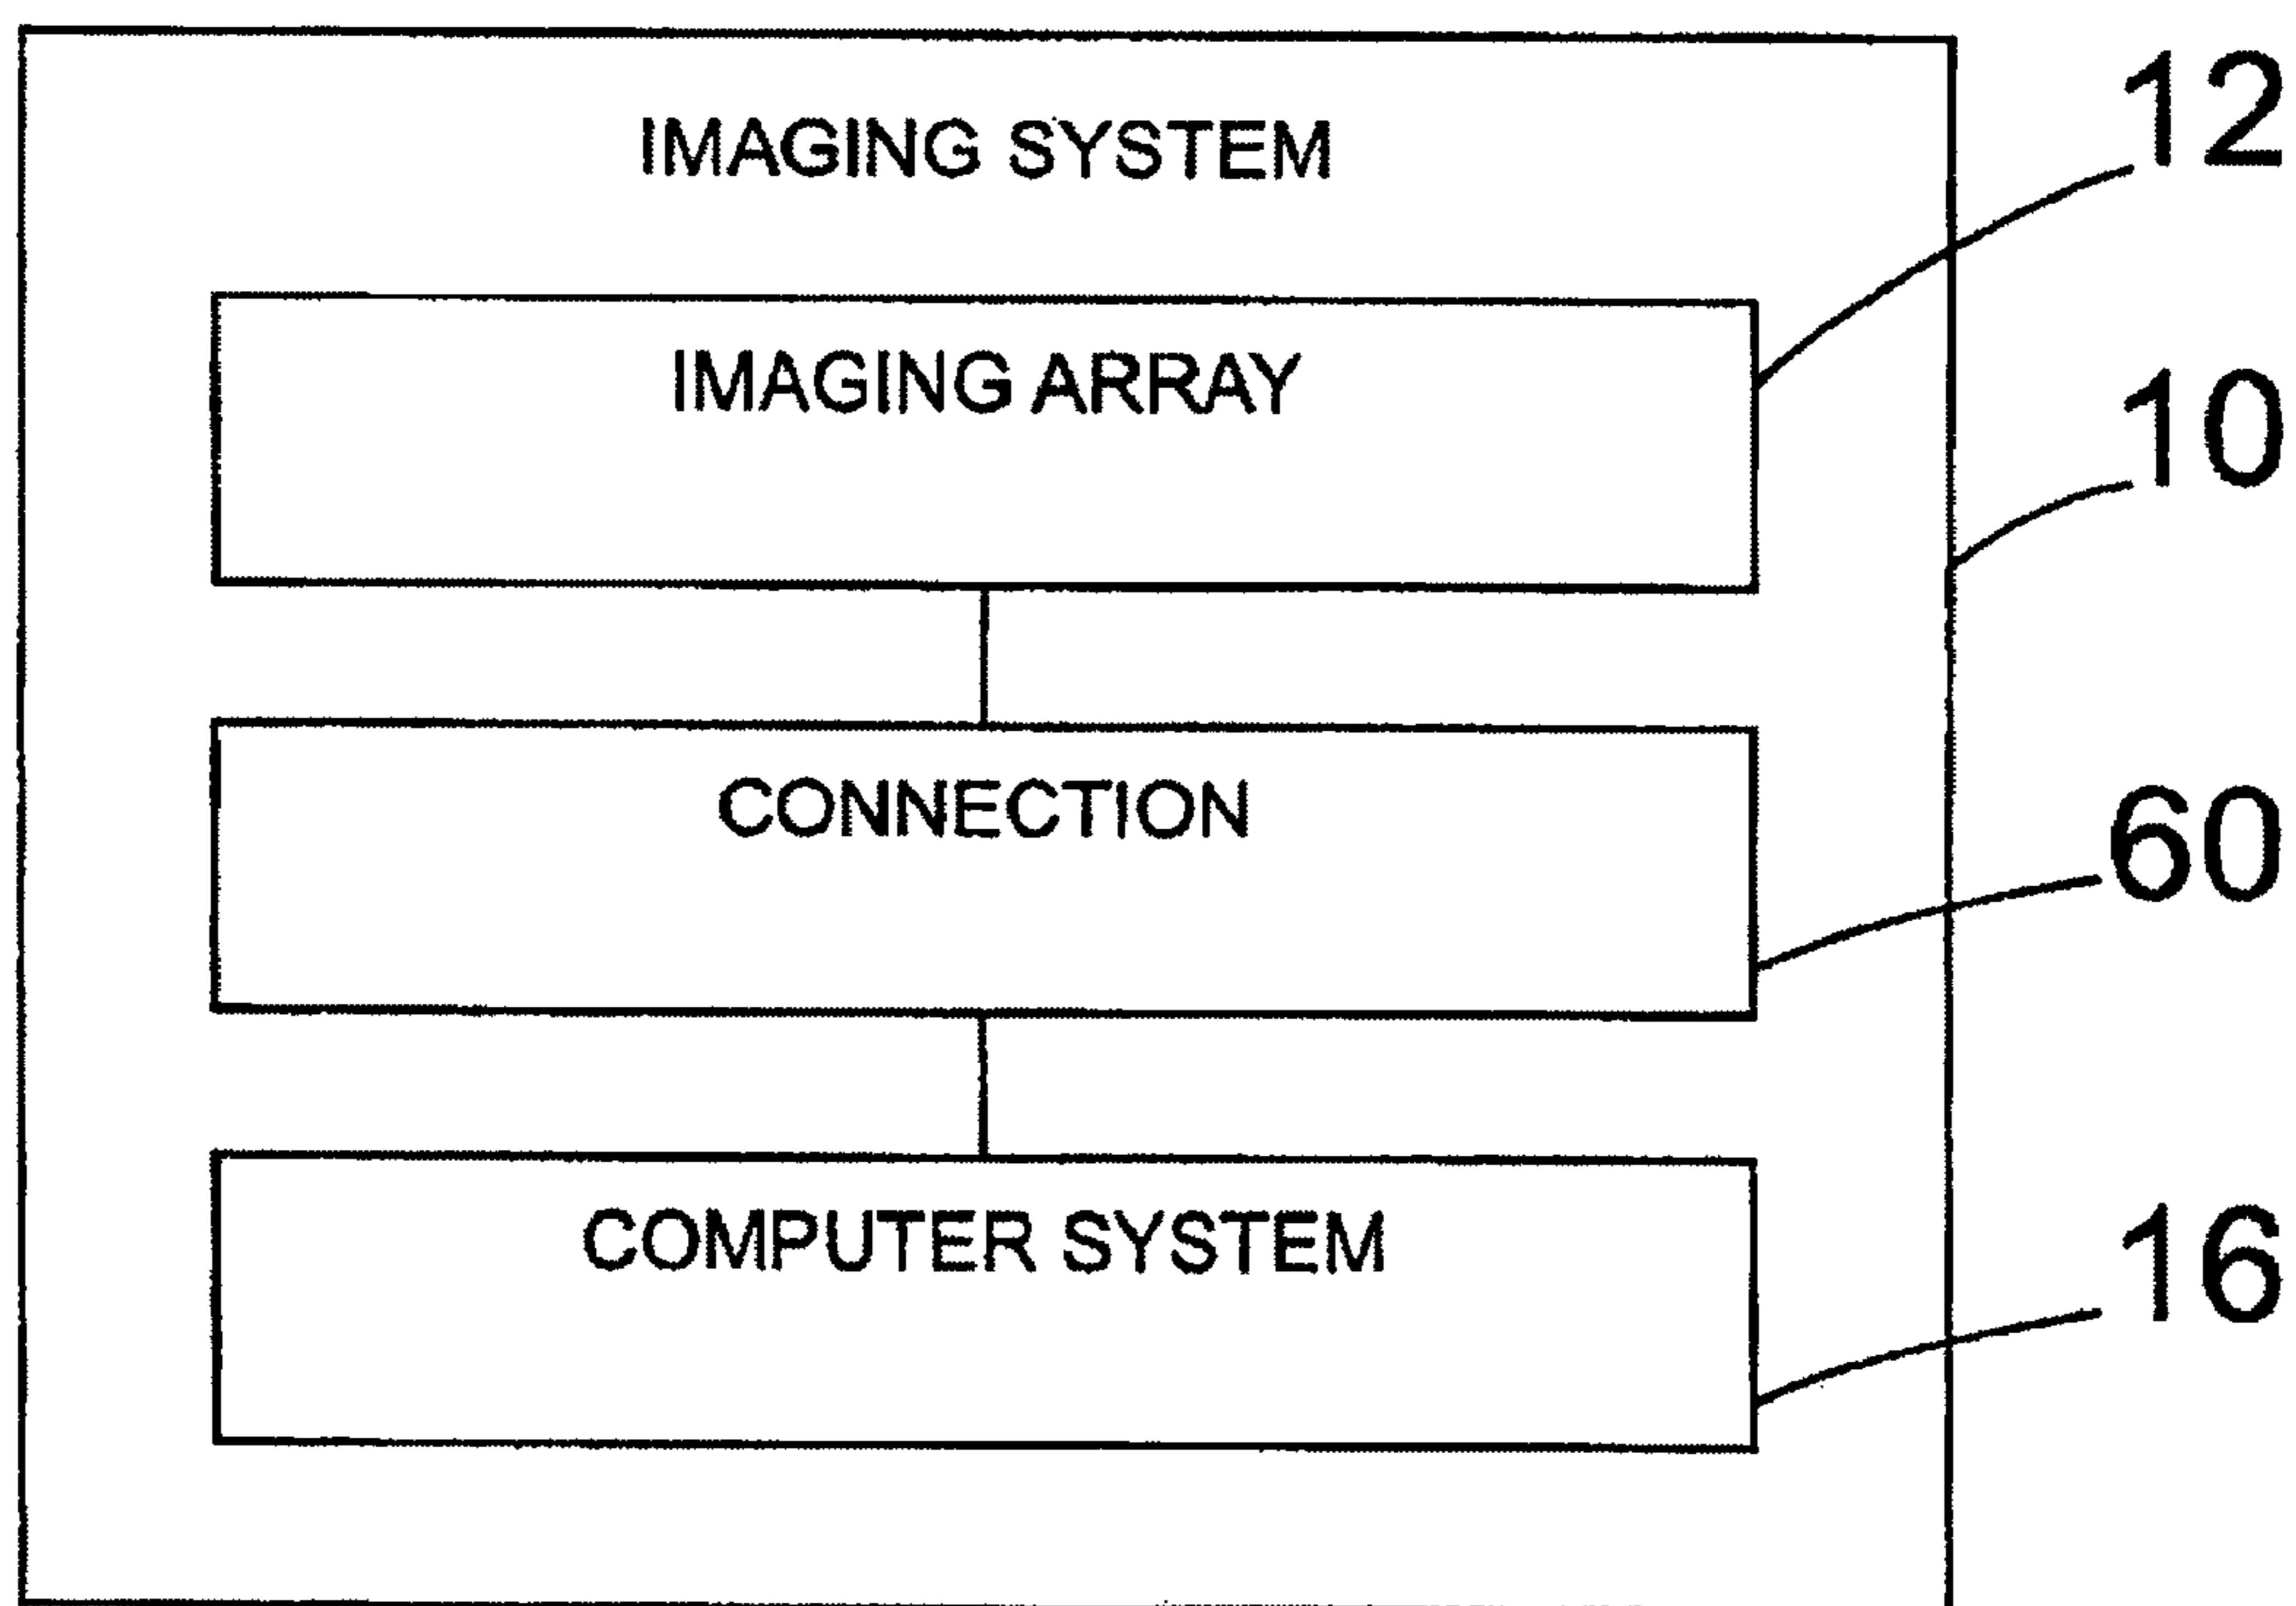 IMAGING SYSTEM
12
IMAGING ARRAY
10
CONNECTION
60
COMPUTER SYSTEM
16